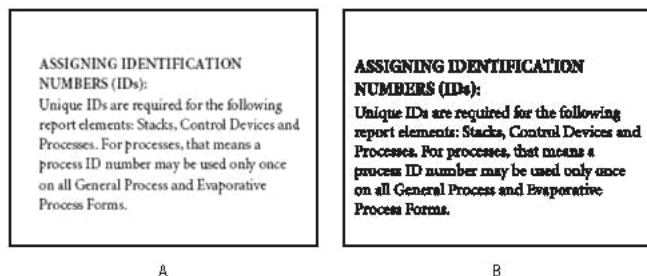 ASSIGNING IDENTIFICATION
NUMBERS (IDs):
Unique IDs are required for the following
report elements: Stacks, Control Devices and
Processes. For processes, that means a
process ID number may be used only once
on all General Process and Evaporative
Process Forms.
A
ASSIGNING IDENTIFICATION
NUMBERS (IDs):
Unique IDs are required for the following
report elements: Stacks, Control Devices and
Processes. For processes, that means a
process ID number may be used only once
on all General Process and Evaporative
Process Forms.
B